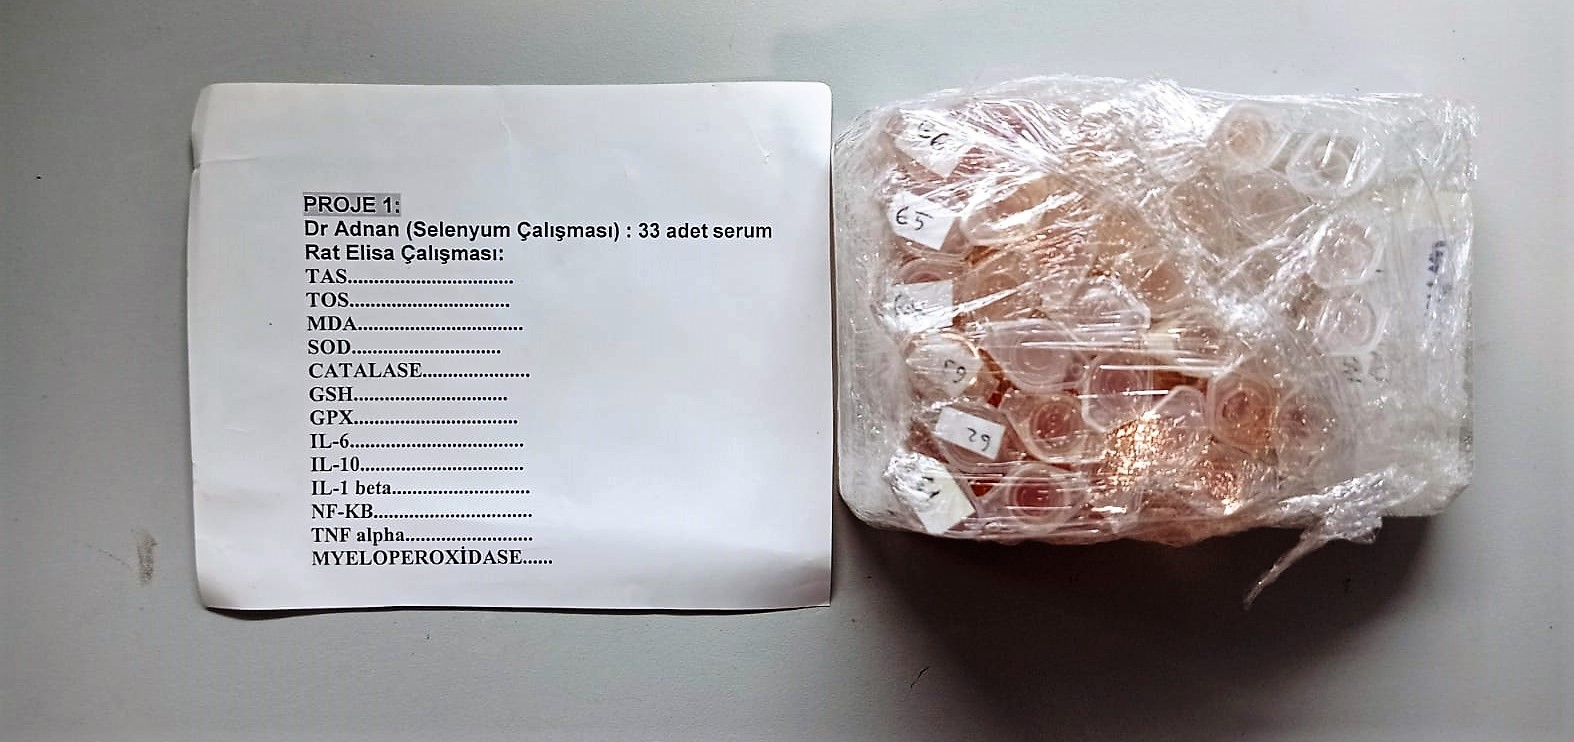 PROJE 1:
Dr Adnan (Selenyum Çalışması) : 33 adet serum
Rat Elisa Çalışması:
TAS..................................
TOS.................................
MDA..................................
SOD..............................
CATALASE......................
GSH...............................
GPX.................................
IL-6...................................
IL-10.................................
IL-1 beta............................
NF-KB................................
TNF alpha..........................
MYELOPEROXİDASE......
65
62